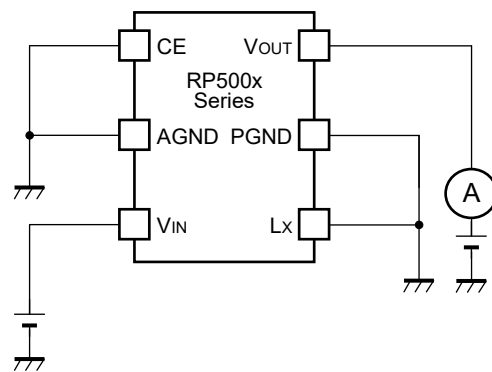 CE
VOUT
RP500x
Series
AGND
PGND
A
VIN
LX